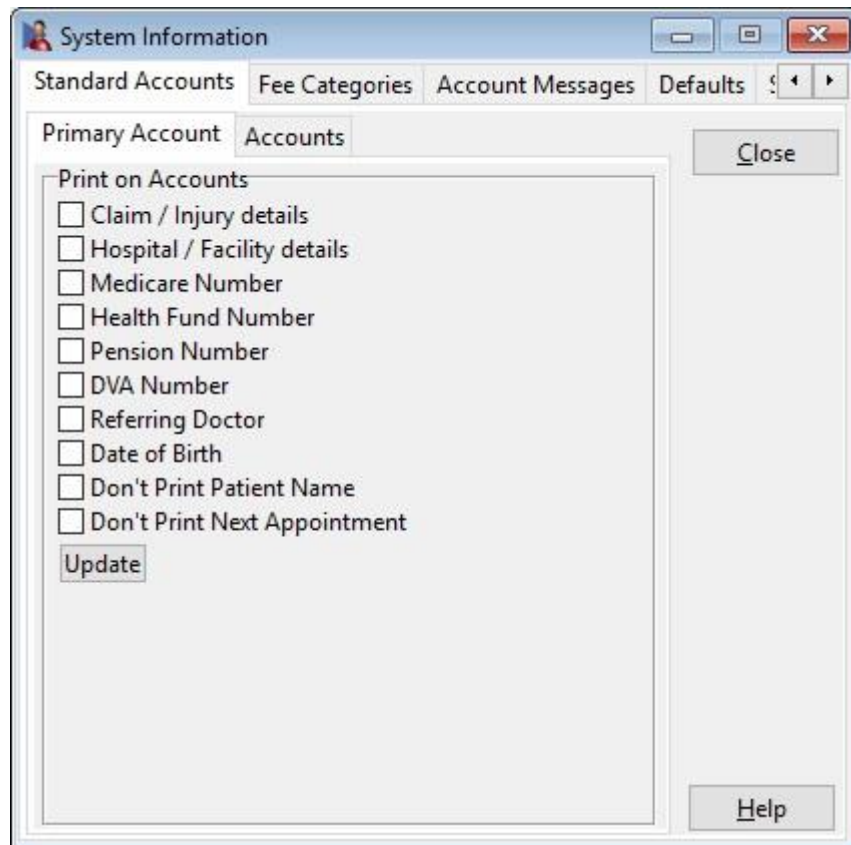 System Information
Standard Accounts Fee Categories Account Messages Defaults
Primary Account Accounts
Close
Print on Accounts
Claim / Injury details
Hospital / Facility details
Medicare Number
Health Fund Number
Pension Number
DVA Number
Referring Doctor
Date of Birth
Don't Print Patient Name
Don't Print Next Appointment
Update
Help